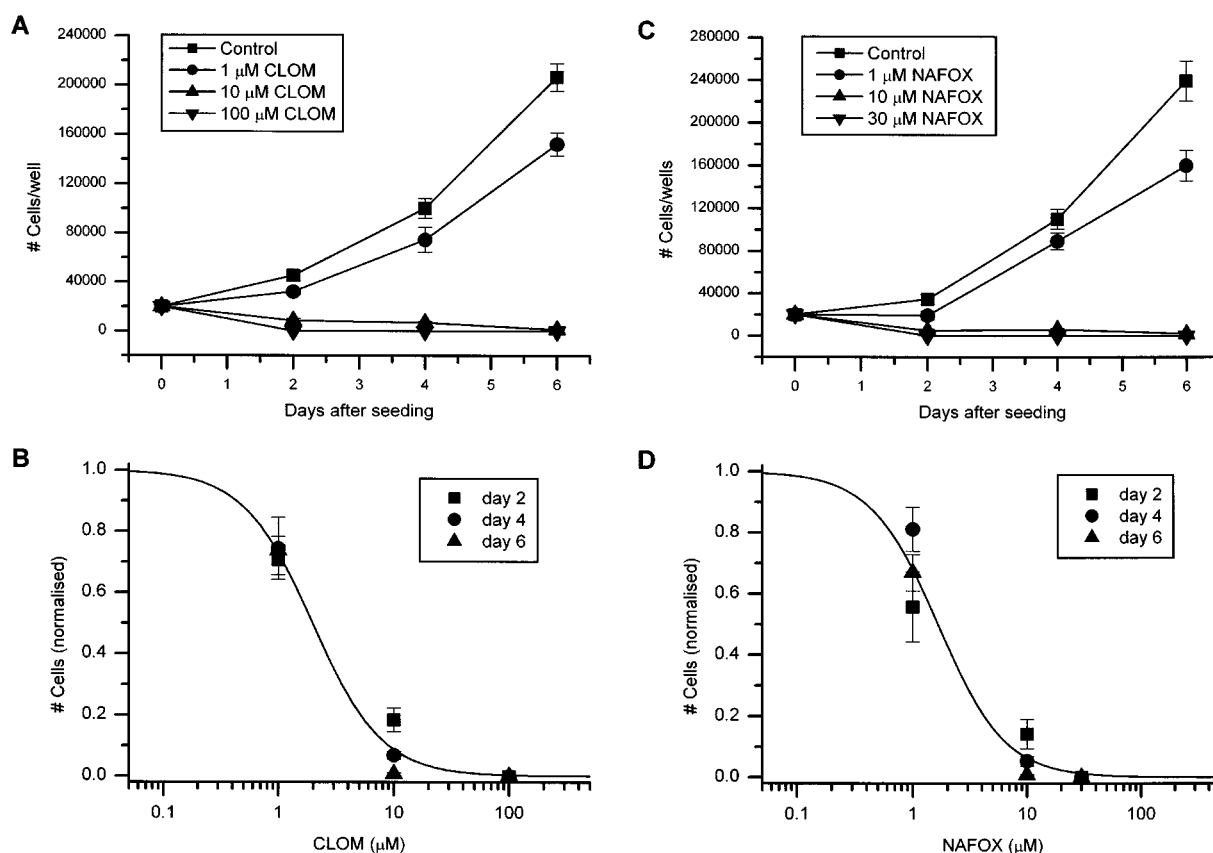 A
Control
1 μM CLOM
10 μM CLOM
100 μM CLOM
# Cells/well
240000
200000
160000
120000
80000
40000
0
0 1 2 3 4 5 6
Days after seeding
C
Control
1 μM NAFOX
10 μM NAFOX
30 μM NAFOX
# Cells/wells
280000
240000
200000
160000
120000
80000
40000
0
0 1 2 3 4 5 6
Days after seeding
B
day 2
day 4
day 6
# Cells (normalised)
1.0
0.8
0.6
0.4
0.2
0.0
0.1 1 10 100
CLOM (μM)
D
day 2
day 4
day 6
# Cells (normalised)
1.0
0.8
0.6
0.4
0.2
0.0
0.1 1 10 100
NAFOX (μM)